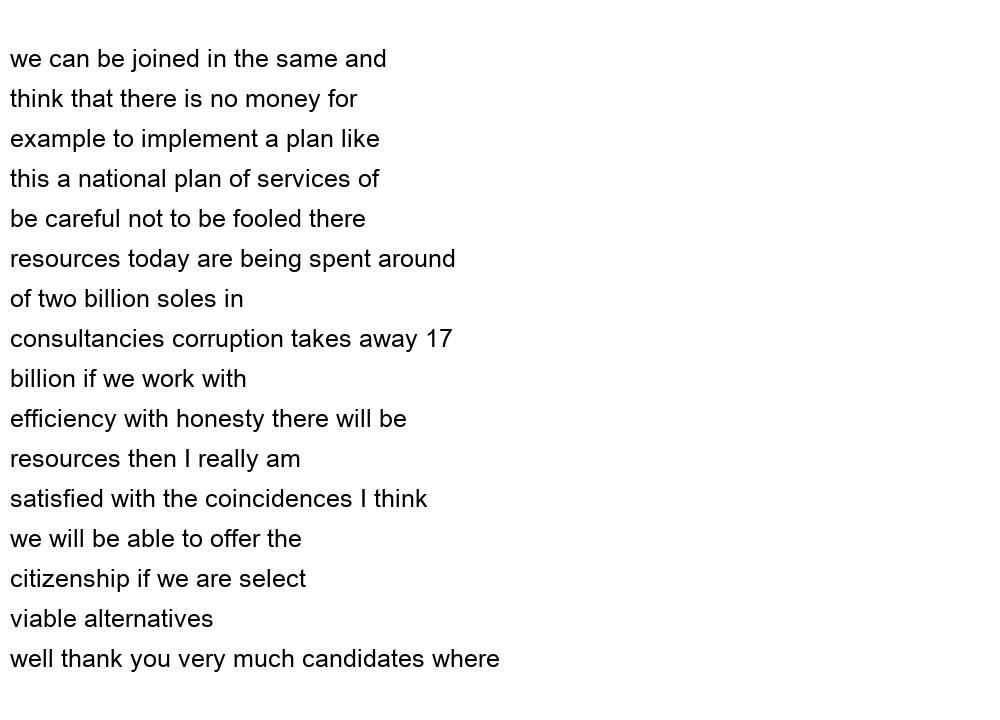 we can be joined in the same and
think that there is no money for
example to implement a plan like
this a national plan of services of
be careful not to be fooled there
resources today are being spent around
of two billion soles in
consultancies corruption takes away 17
billion if we work with
efficiency with honesty there will be
resources then I really am
satisfied with the coincidences I think
we will be able to offer the
citizenship if we are select
viable alternatives
well thank you very much candidates where